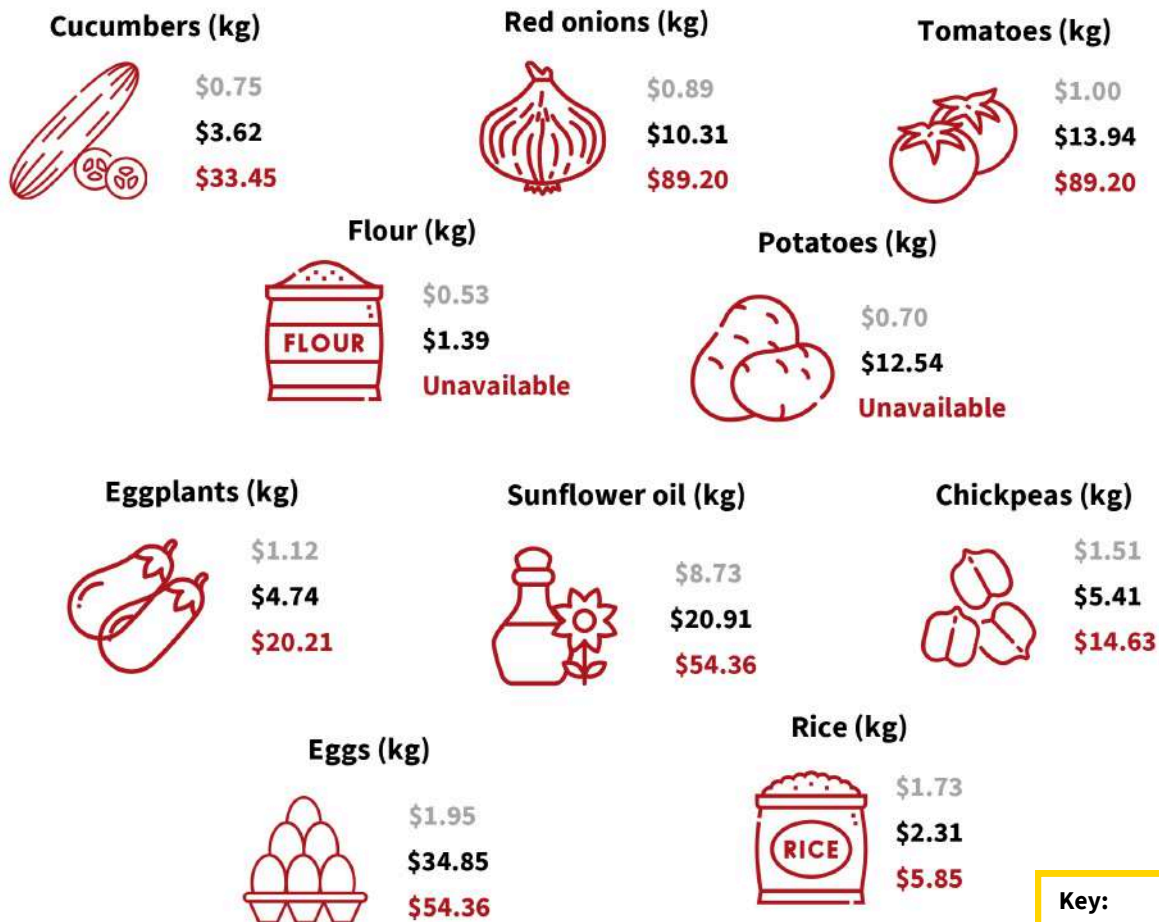 Cucumbers (kg)
$0.75
$3.62
$33.45
Red onions (kg)
$0.89
$10.31
$89.20
Tomatoes (kg)
$1.00
$13.94
$89.20
Flour (kg)
FLOUR
$0.53
$1.39
Unavailable
Potatoes (kg)
$0.70
$12.54
Unavailable
Eggplants (kg)
$1.12
$4.74
$20.21
Sunflower oil (kg)
$8.73
$20.91
$54.36
Chickpeas (kg)
$1.51
$5.41
$14.63
Eggs (kg)
$1.95
$34.85
$54.36
Rice (kg)
RICE
$1.73
$2.31
$5.85
Key: